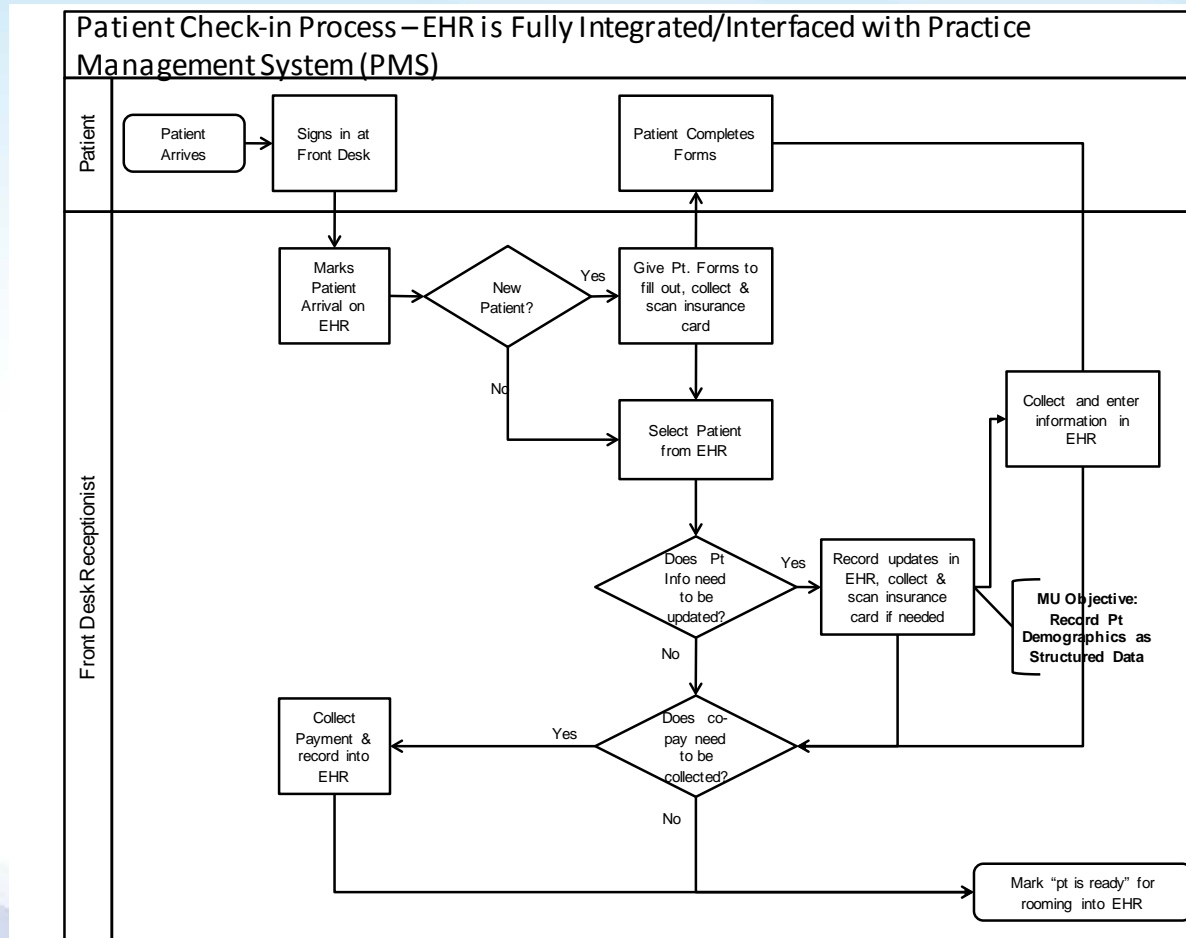 Patient Check-in Process – EHR is Fully Integrated/Interfaced with Practice
Management System (PMS)
Patient
Patient
Arrives
Signs in at
Front Desk
Patient Completes
Forms
Front Desk Receptionist
Marks
Patient
Arrival on
EHR
New
Patient?
Yes
Give Pt. Forms to
fill out, collect &
scan insurance
card
No
Select Patient
from EHR
Collect and enter
information in
EHR
Does Pt
Info need
to be
updated?
Yes
Record updates in
EHR, collect &
scan insurance
card if needed
MU Objective:
Record Pt
Demographics as
Structured Data
No
Collect
Payment &
record into
EHR
Yes
Does co-
pay need
to be
collected?
No
Mark "pt is ready" for
rooming into EHR